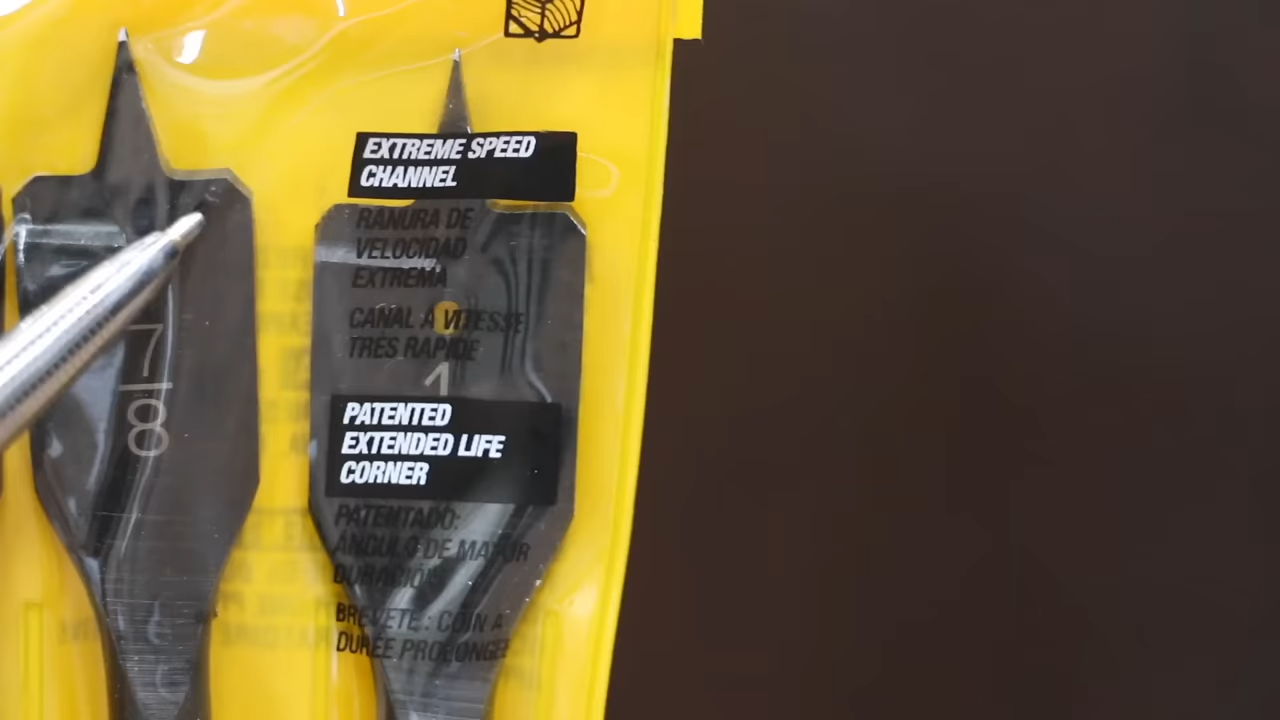 EXTREME SPEED
CHANNEL
RANURA DE
VELOCIDAD
EXTREMA
CANAL À VITESSE
TRÈS RAPIDE
7/8
1
PATENTED
EXTENDED LIFE
CORNER
PATENTADO:
ÁNGULO DE MAYOR
DURACIÓN
BREVETÉ : COIN À
DURÉE PROLONGÉE